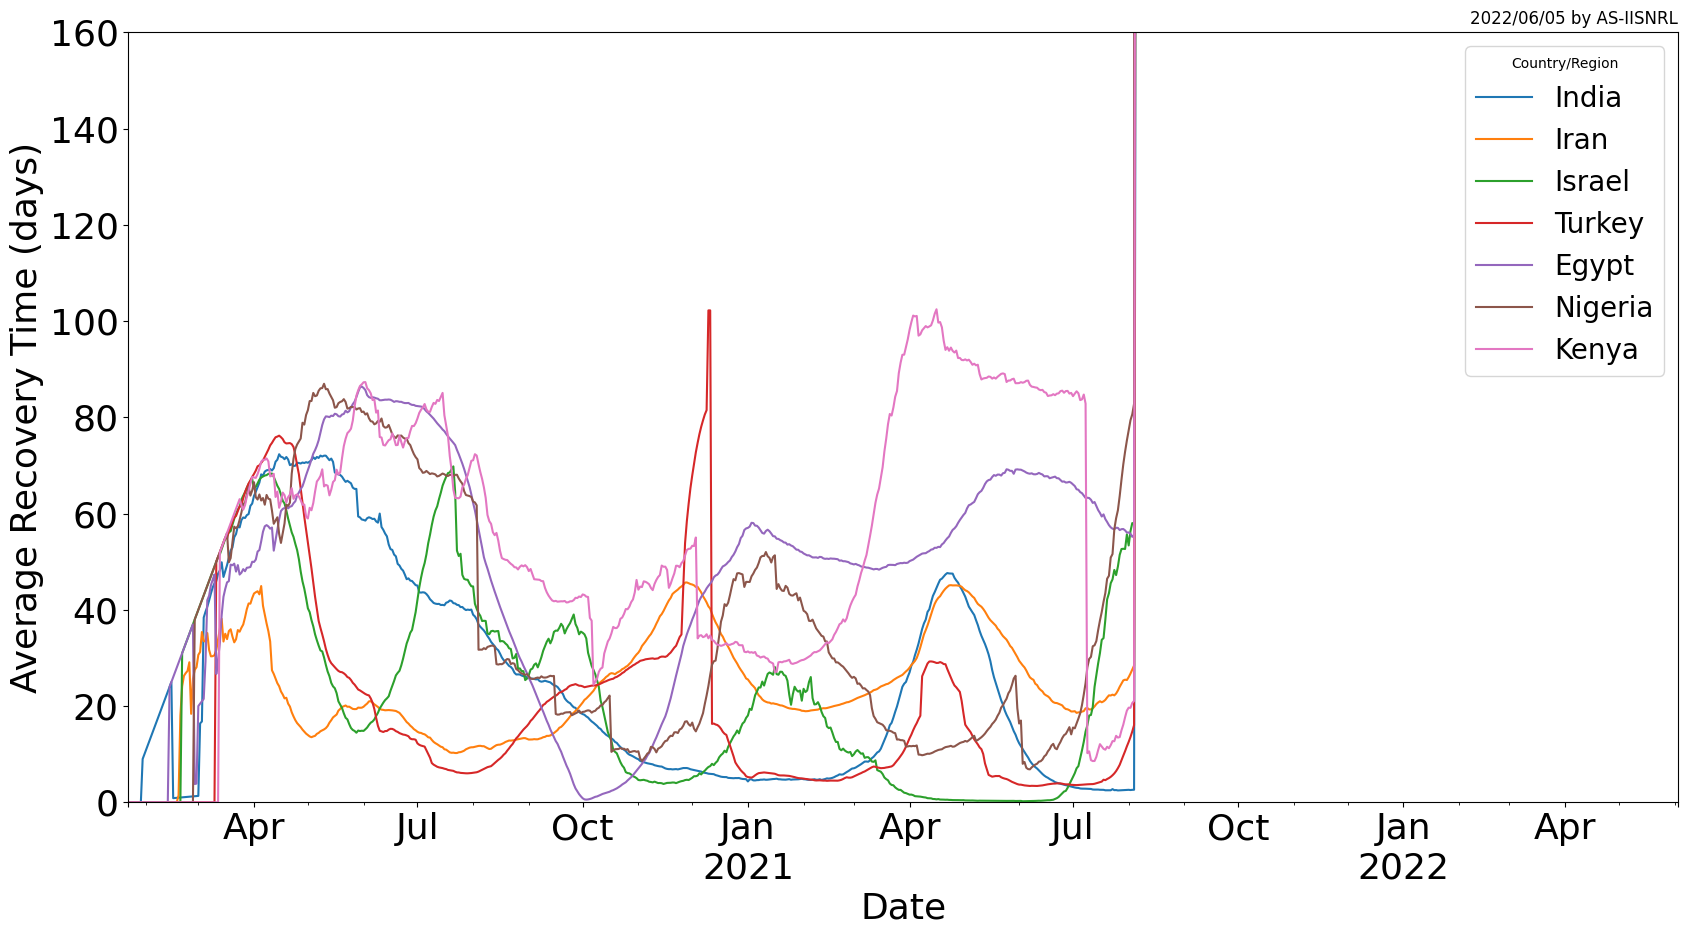 2022/06/05 by AS-IISNRL
Average Recovery Time (days)
160
140
120
100
80
60
40
20
0
Country/Region
India
Iran
Israel
Turkey
Egypt
Nigeria
Kenya
Apr Jul Oct Jan Apr Jul Oct Jan Apr
2021 2022
Date